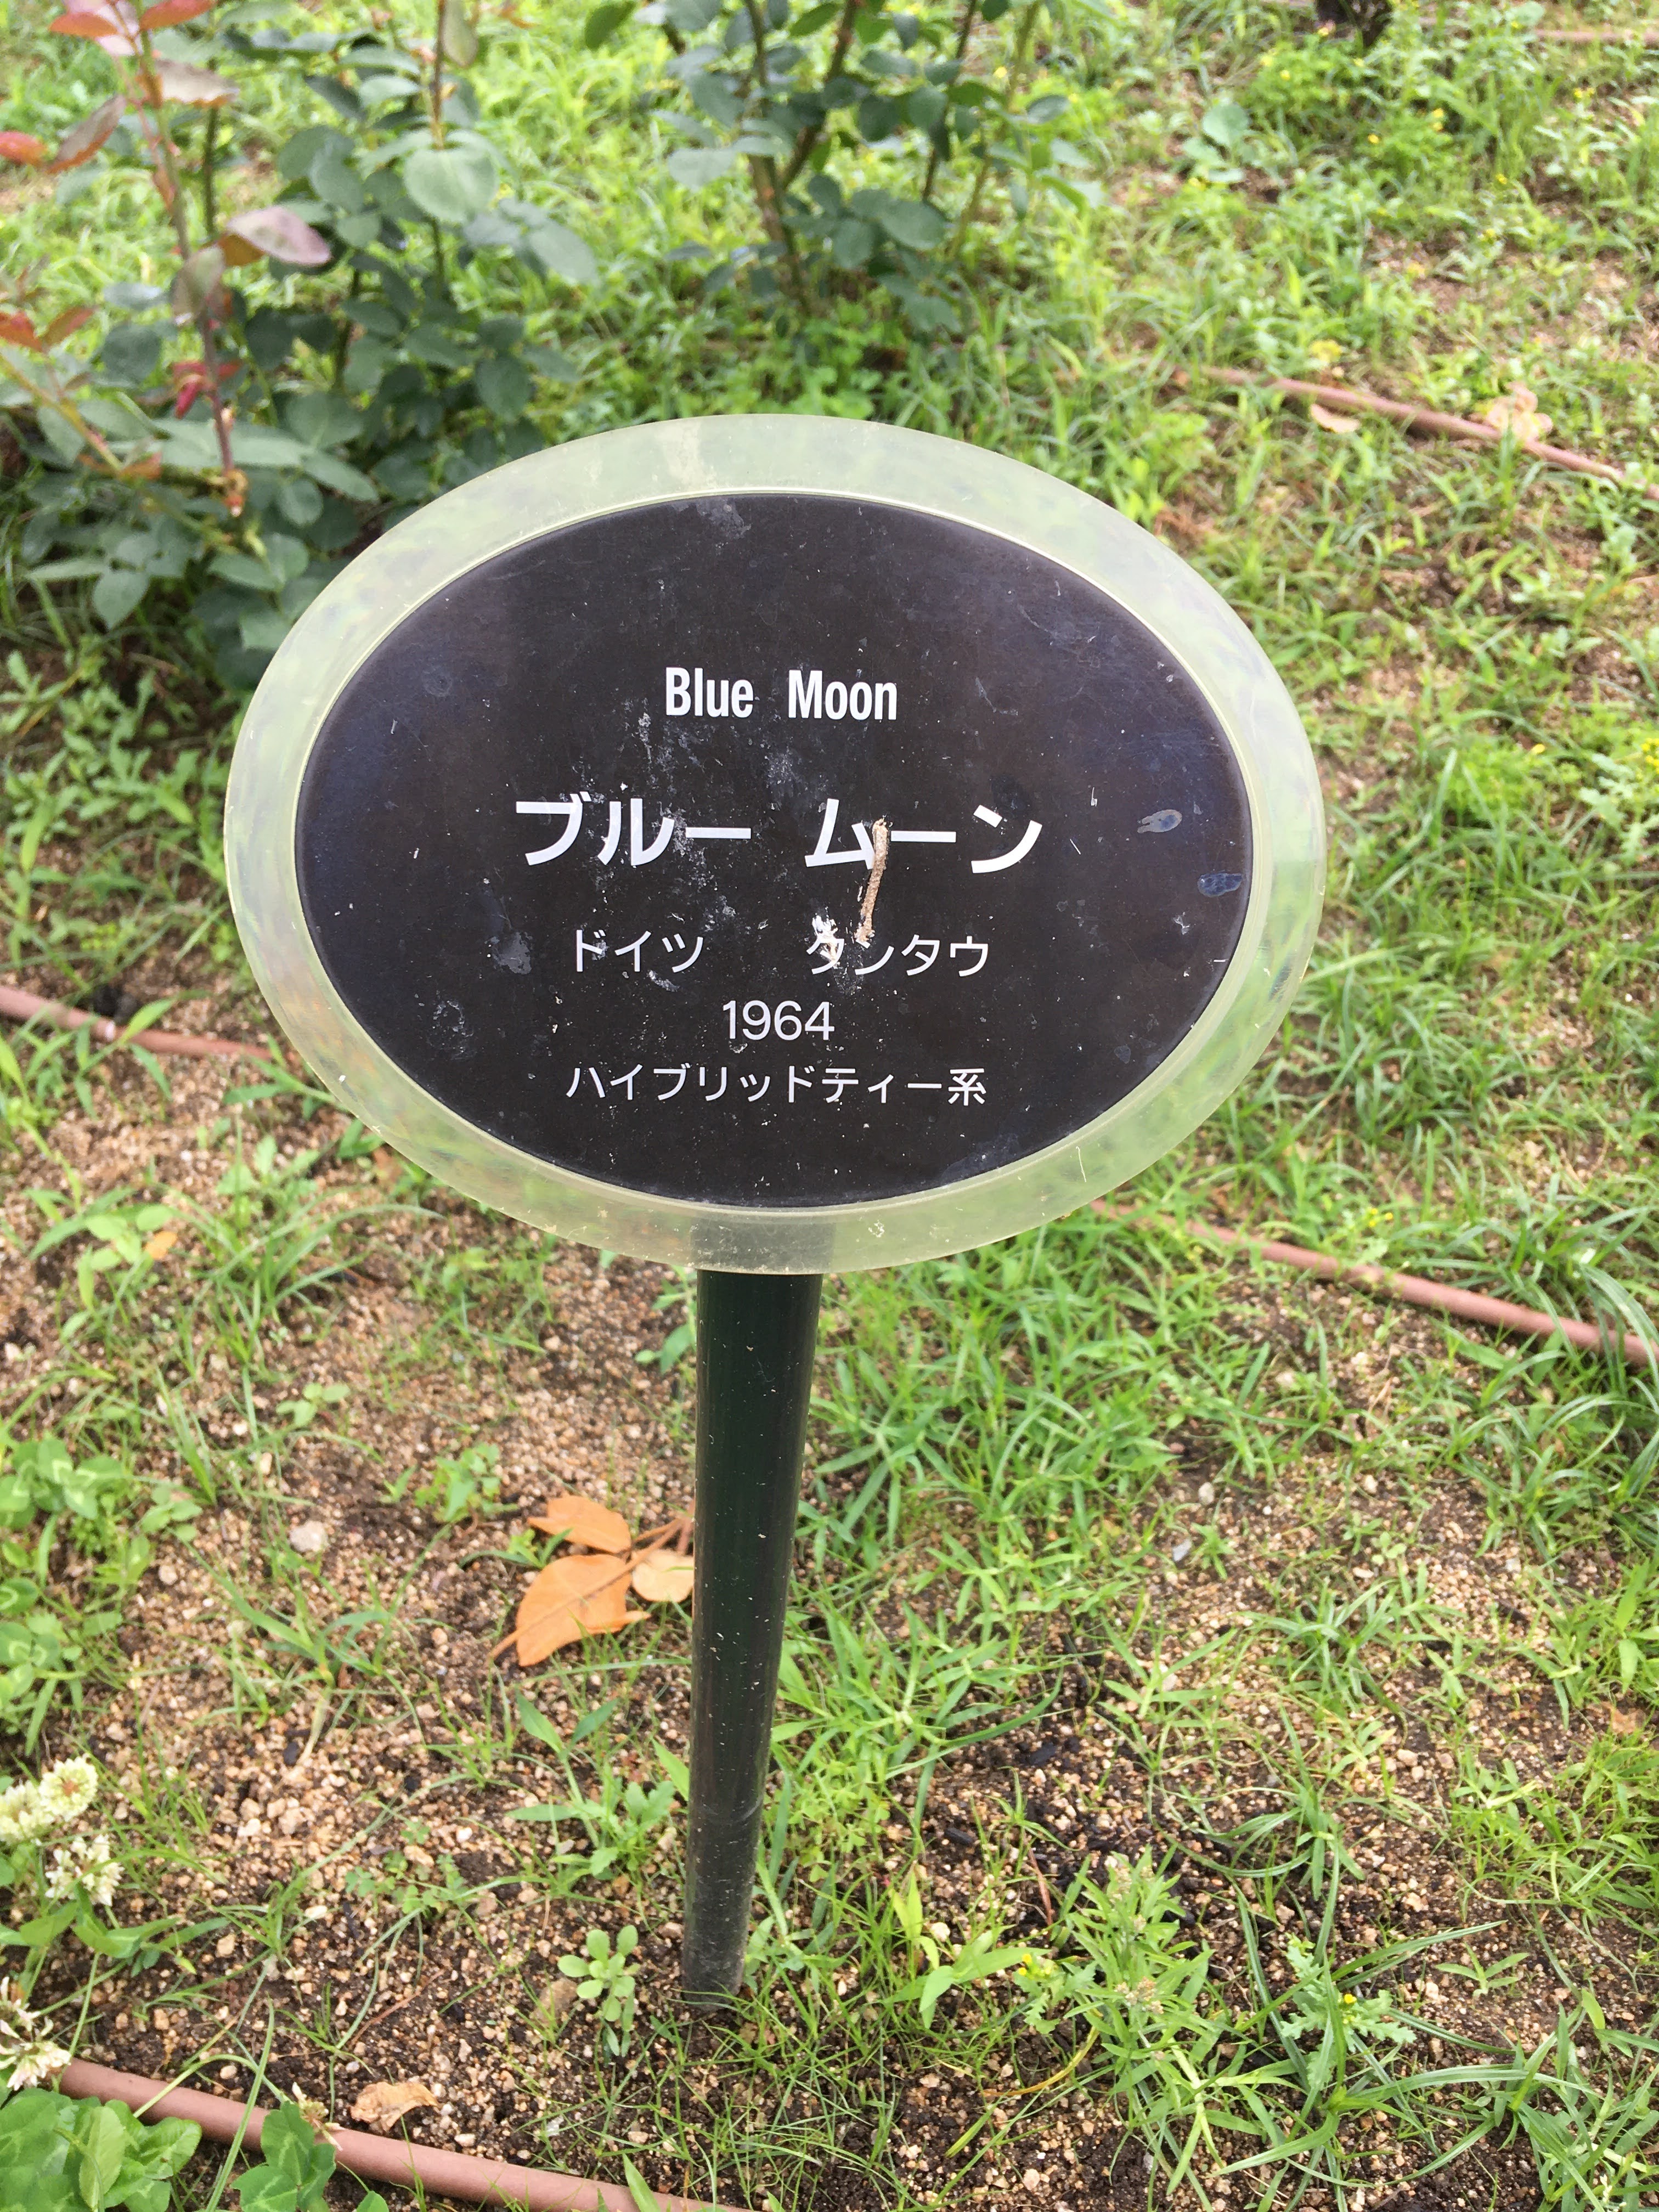 Blue Moon
ブルー ムーン
ドイツ タンタウ
1964
ハイブリッドティー系